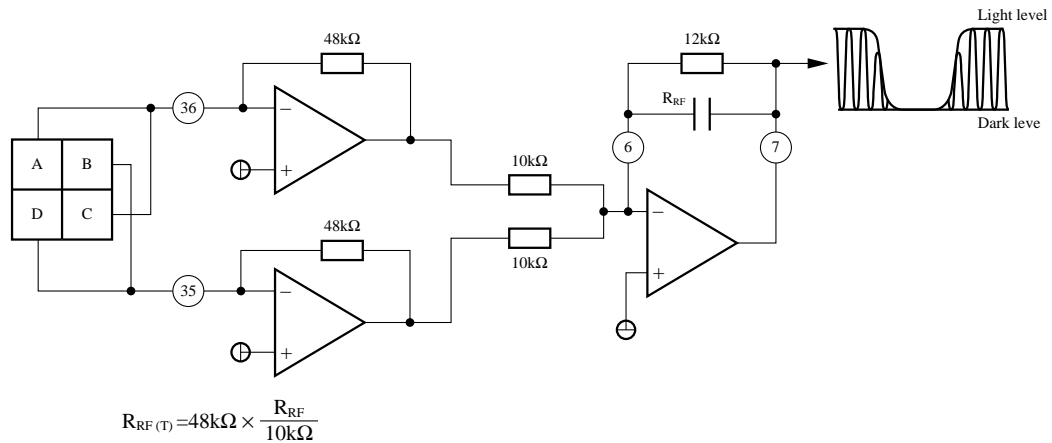 Light level
48kΩ
12kΩ
R_RF
36
−
+
A B
D C
6
7
Dark leve
10kΩ
−
+
48kΩ
10kΩ
35
−
+
R_RF (T) =48kΩ × R_RF / 10kΩ